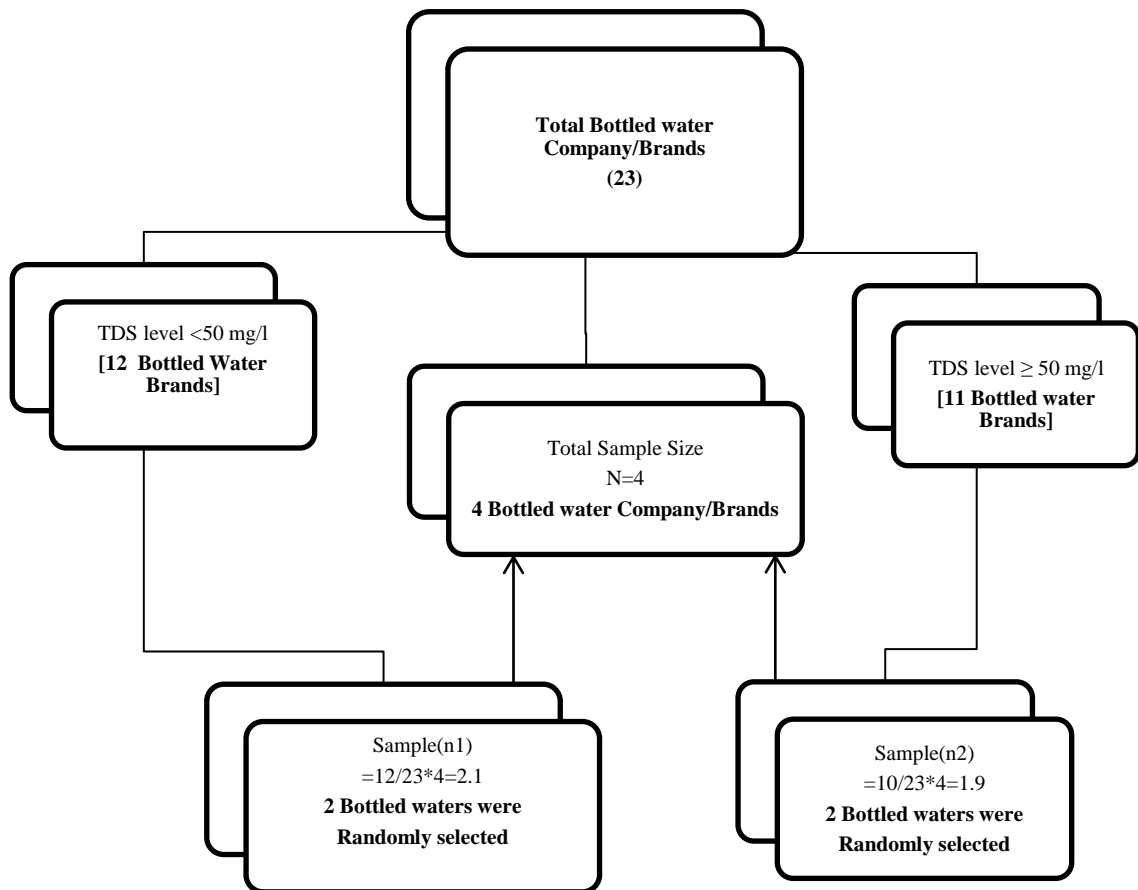 Total Bottled water
Company/Brands
(23)
TDS level <50 mg/l
[12 Bottled Water
Brands]
TDS level ≥ 50 mg/l
[11 Bottled water
Brands]
Total Sample Size
N=4
4 Bottled water Company/Brands
Sample(n1)
=12/23*4=2.1
2 Bottled waters were
Randomly selected
Sample(n2)
=10/23*4=1.9
2 Bottled waters were
Randomly selected